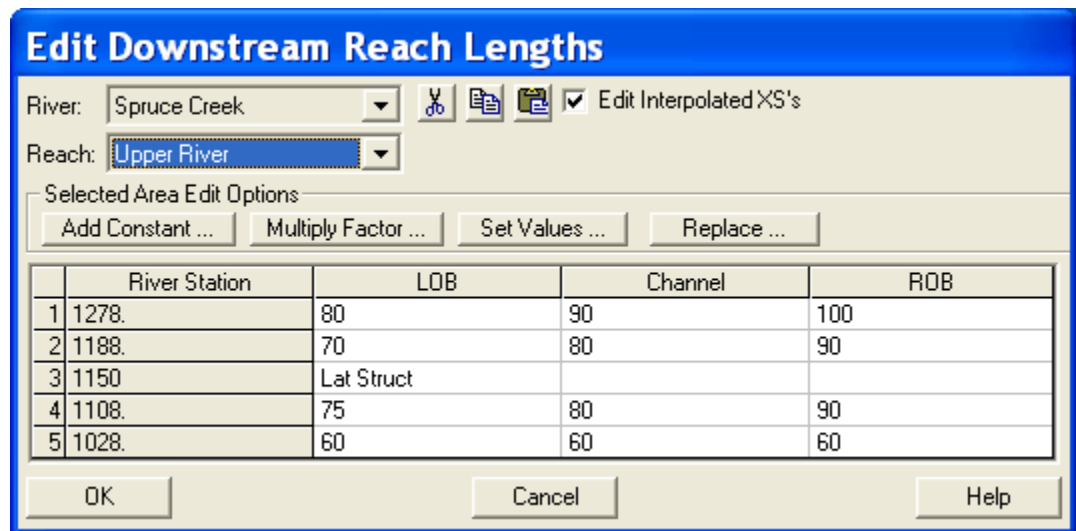 Edit Downstream Reach Lengths
River: Spruce Creek Edit Interpolated XS's
Reach: Upper River
Selected Area Edit Options
Add Constant ... Multiply Factor ... Set Values ... Replace ...
River Station LOB Channel ROB
1 1278. 80 90 100
2 1188. 70 80 90
3 1150 Lat Struct
4 1108. 75 80 90
5 1028. 60 60 60
OK Cancel Help